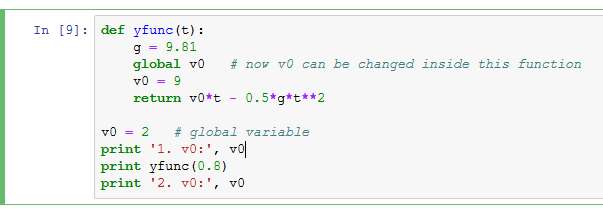 In [9]: def yfunc(t):
g = 9.81
global v0 # now v0 can be changed inside this function
v0 = 9
return v0*t - 0.5*g*t**2
v0 = 2 # global variable
print '1. v0:', v0
print yfunc(0.8)
print '2. v0:', v0